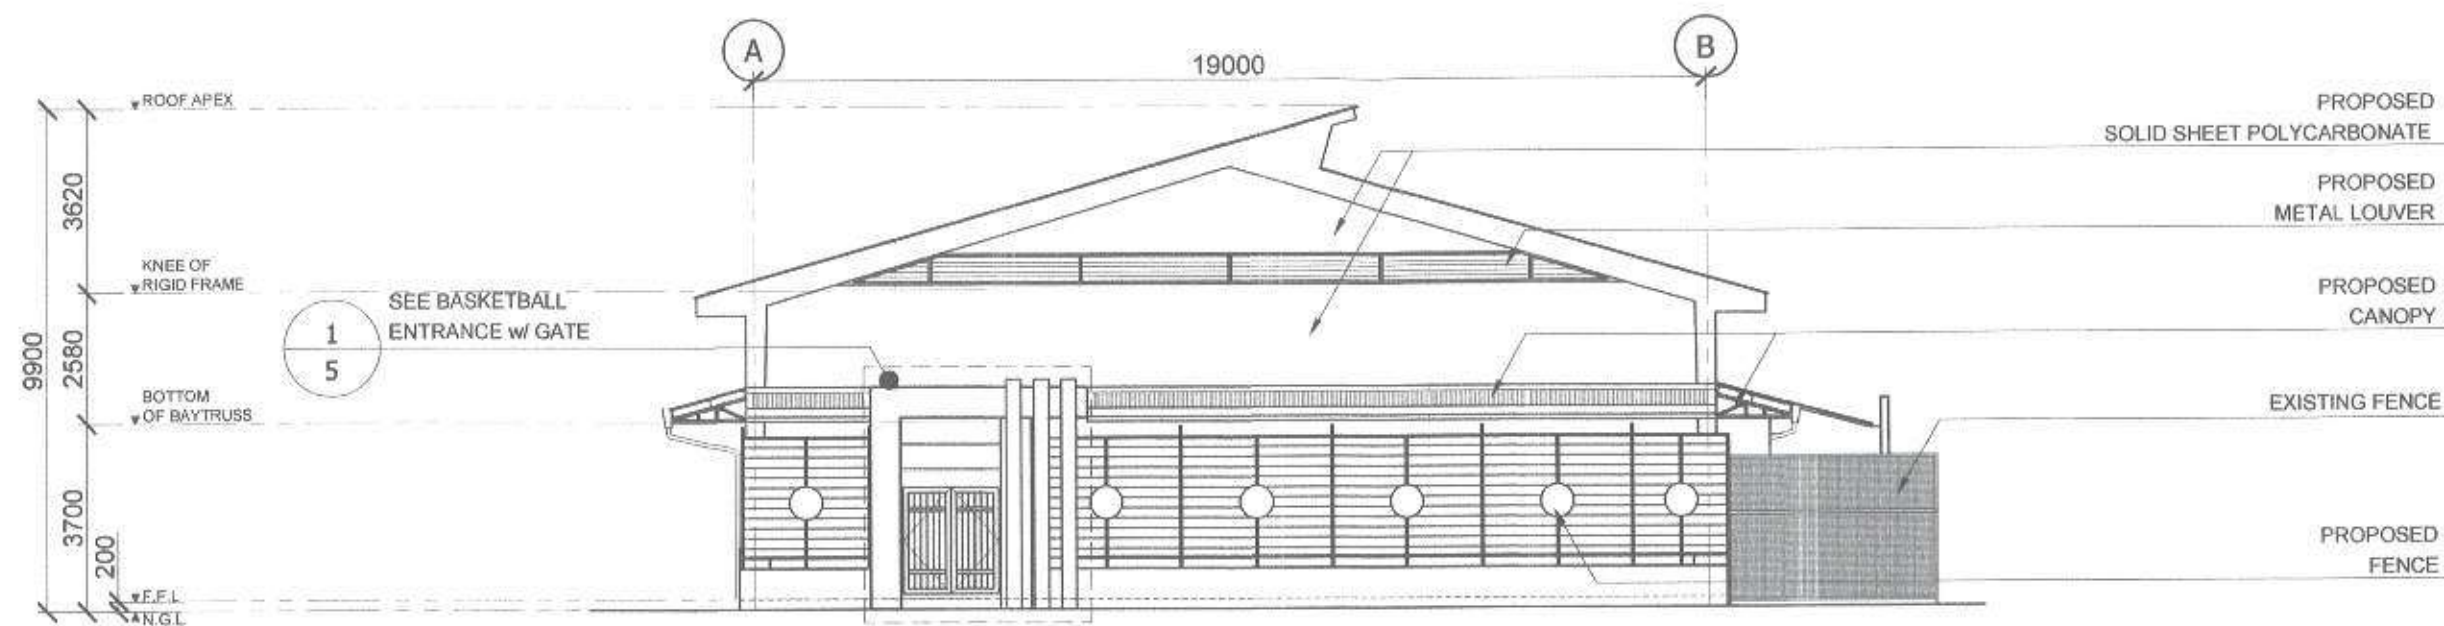 A
B
19000
ROOF APEX
PROPOSED
SOLID SHEET POLYCARBONATE
3620
PROPOSED
METAL LOUVER
KNEE OF
RIGID FRAME
1
5
SEE BASKETBALL
ENTRANCE w/ GATE
PROPOSED
CANOPY
9900
2580
BOTTOM
OF BAYTRUSS
EXISTING FENCE
3700
200
PROPOSED
FENCE
F.F.L
N.G.L